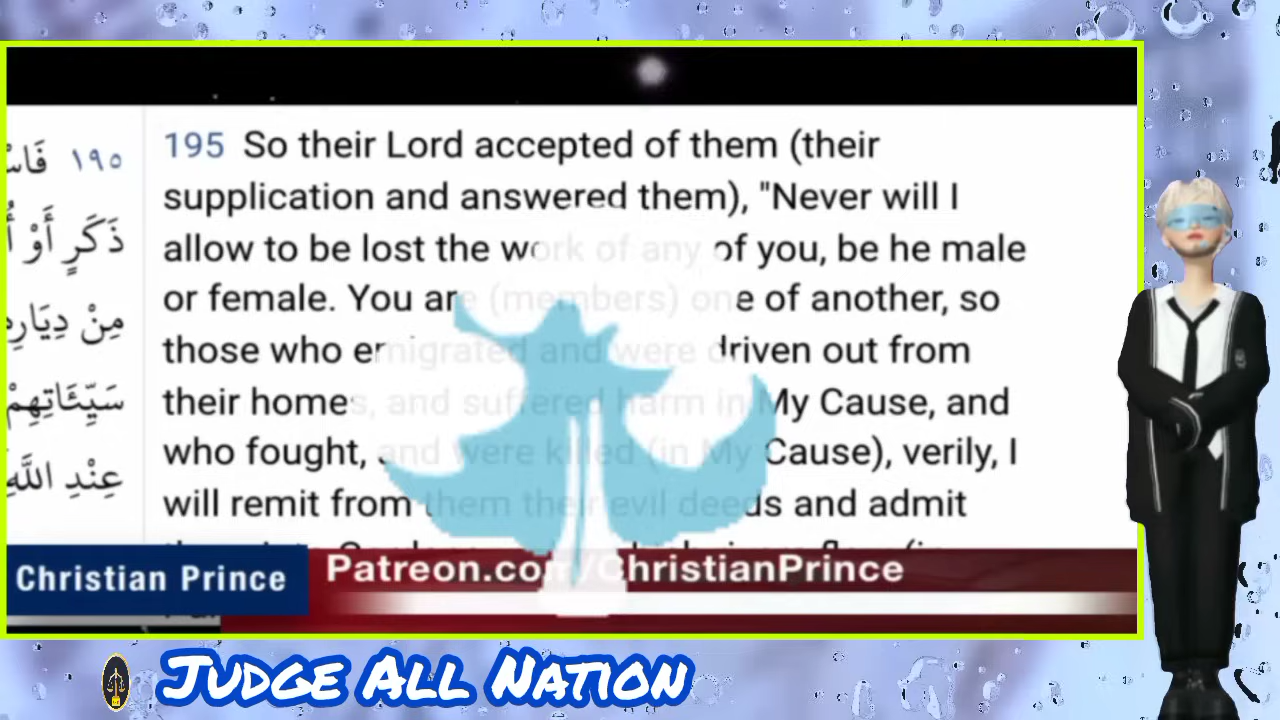 195 So their Lord accepted of them (their
supplication and answered them), "Never will I
allow to be lost the work of any of you, be he male
or female. You are (members) one of another, so
those who emigrated and were driven out from
their homes, and suffered harm in My Cause, and
who fought, and were killed (in My Cause), verily, I
will remit from them their evil deeds and admit
١٩٥ فَاسْ
ذَكَرٍ أَوْ أُ
مِنْ دِيَارِهِ
سَيِّئَاتِهِمْ
عِنْدِ اللَّهِ
Christian Prince
Patreon.com/ChristianPrince
Judge All Nation